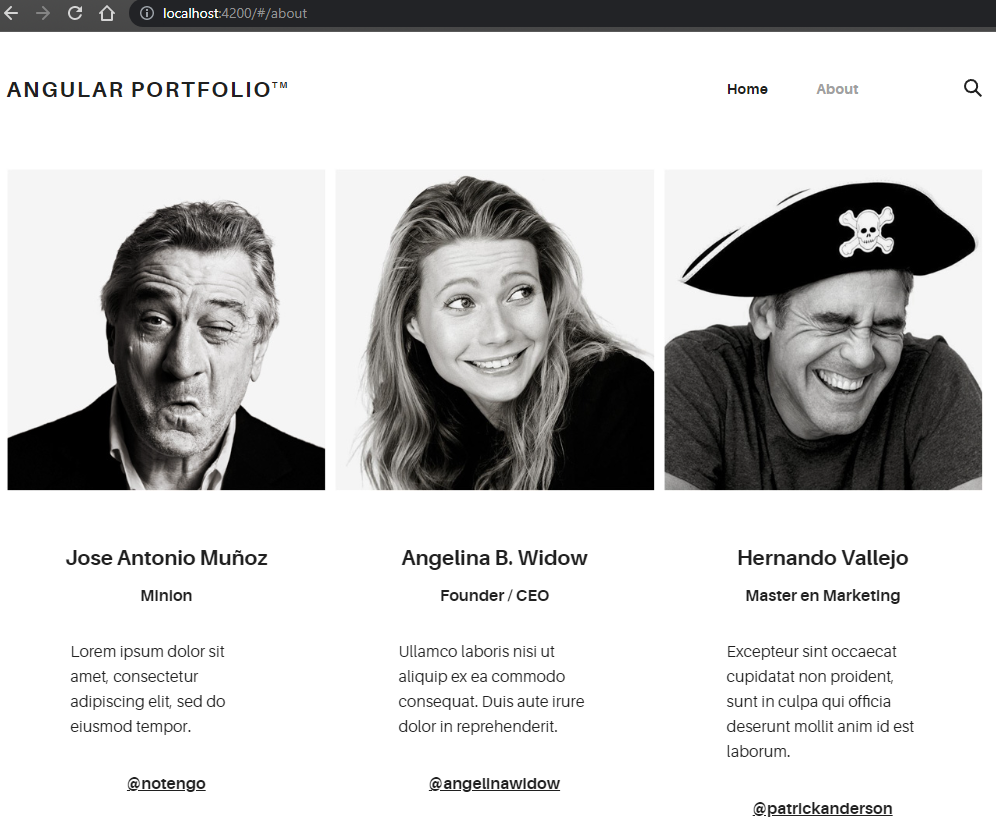 localhost:4200/#/about
ANGULAR PORTFOLIO™
Home
About
Jose Antonio Muñoz
Minion
Lorem ipsum dolor sit
amet, consectetur
adipiscing elit, sed do
eiusmod tempor.
@notengo
Angelina B. Widow
Founder / CEO
Ullamco laboris nisi ut
aliquip ex ea commodo
consequat. Duis aute irure
dolor in reprehenderit.
@angelinawidow
Hernando Vallejo
Master en Marketing
Excepteur sint occaecat
cupidatat non proident,
sunt in culpa qui officia
deserunt mollit anim id est
laborum.
@patrickanderson